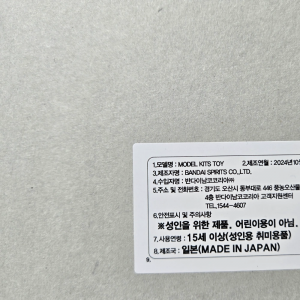 1.모델명 : MODEL KITS TOY 2.제조연월 : 2024년10
3.제조자명 : BANDAI SPIRITS CO.,LTD.
4.수입자명 : 반다이남코코리아㈜
5.주소 및 전화번호 : 경기도 오산시 동부대로 446 풍농오산물
4층 반다이남코코리아 고객지원센터
TEL.1544-4607
6.안전표시 및 주의사항
※성인을 위한 제품. 어린이용이 아님.
7.사용연령 : 15세 이상(성인용 취미용품)
8.제조국 : 일본(MADE IN JAPAN)
9.